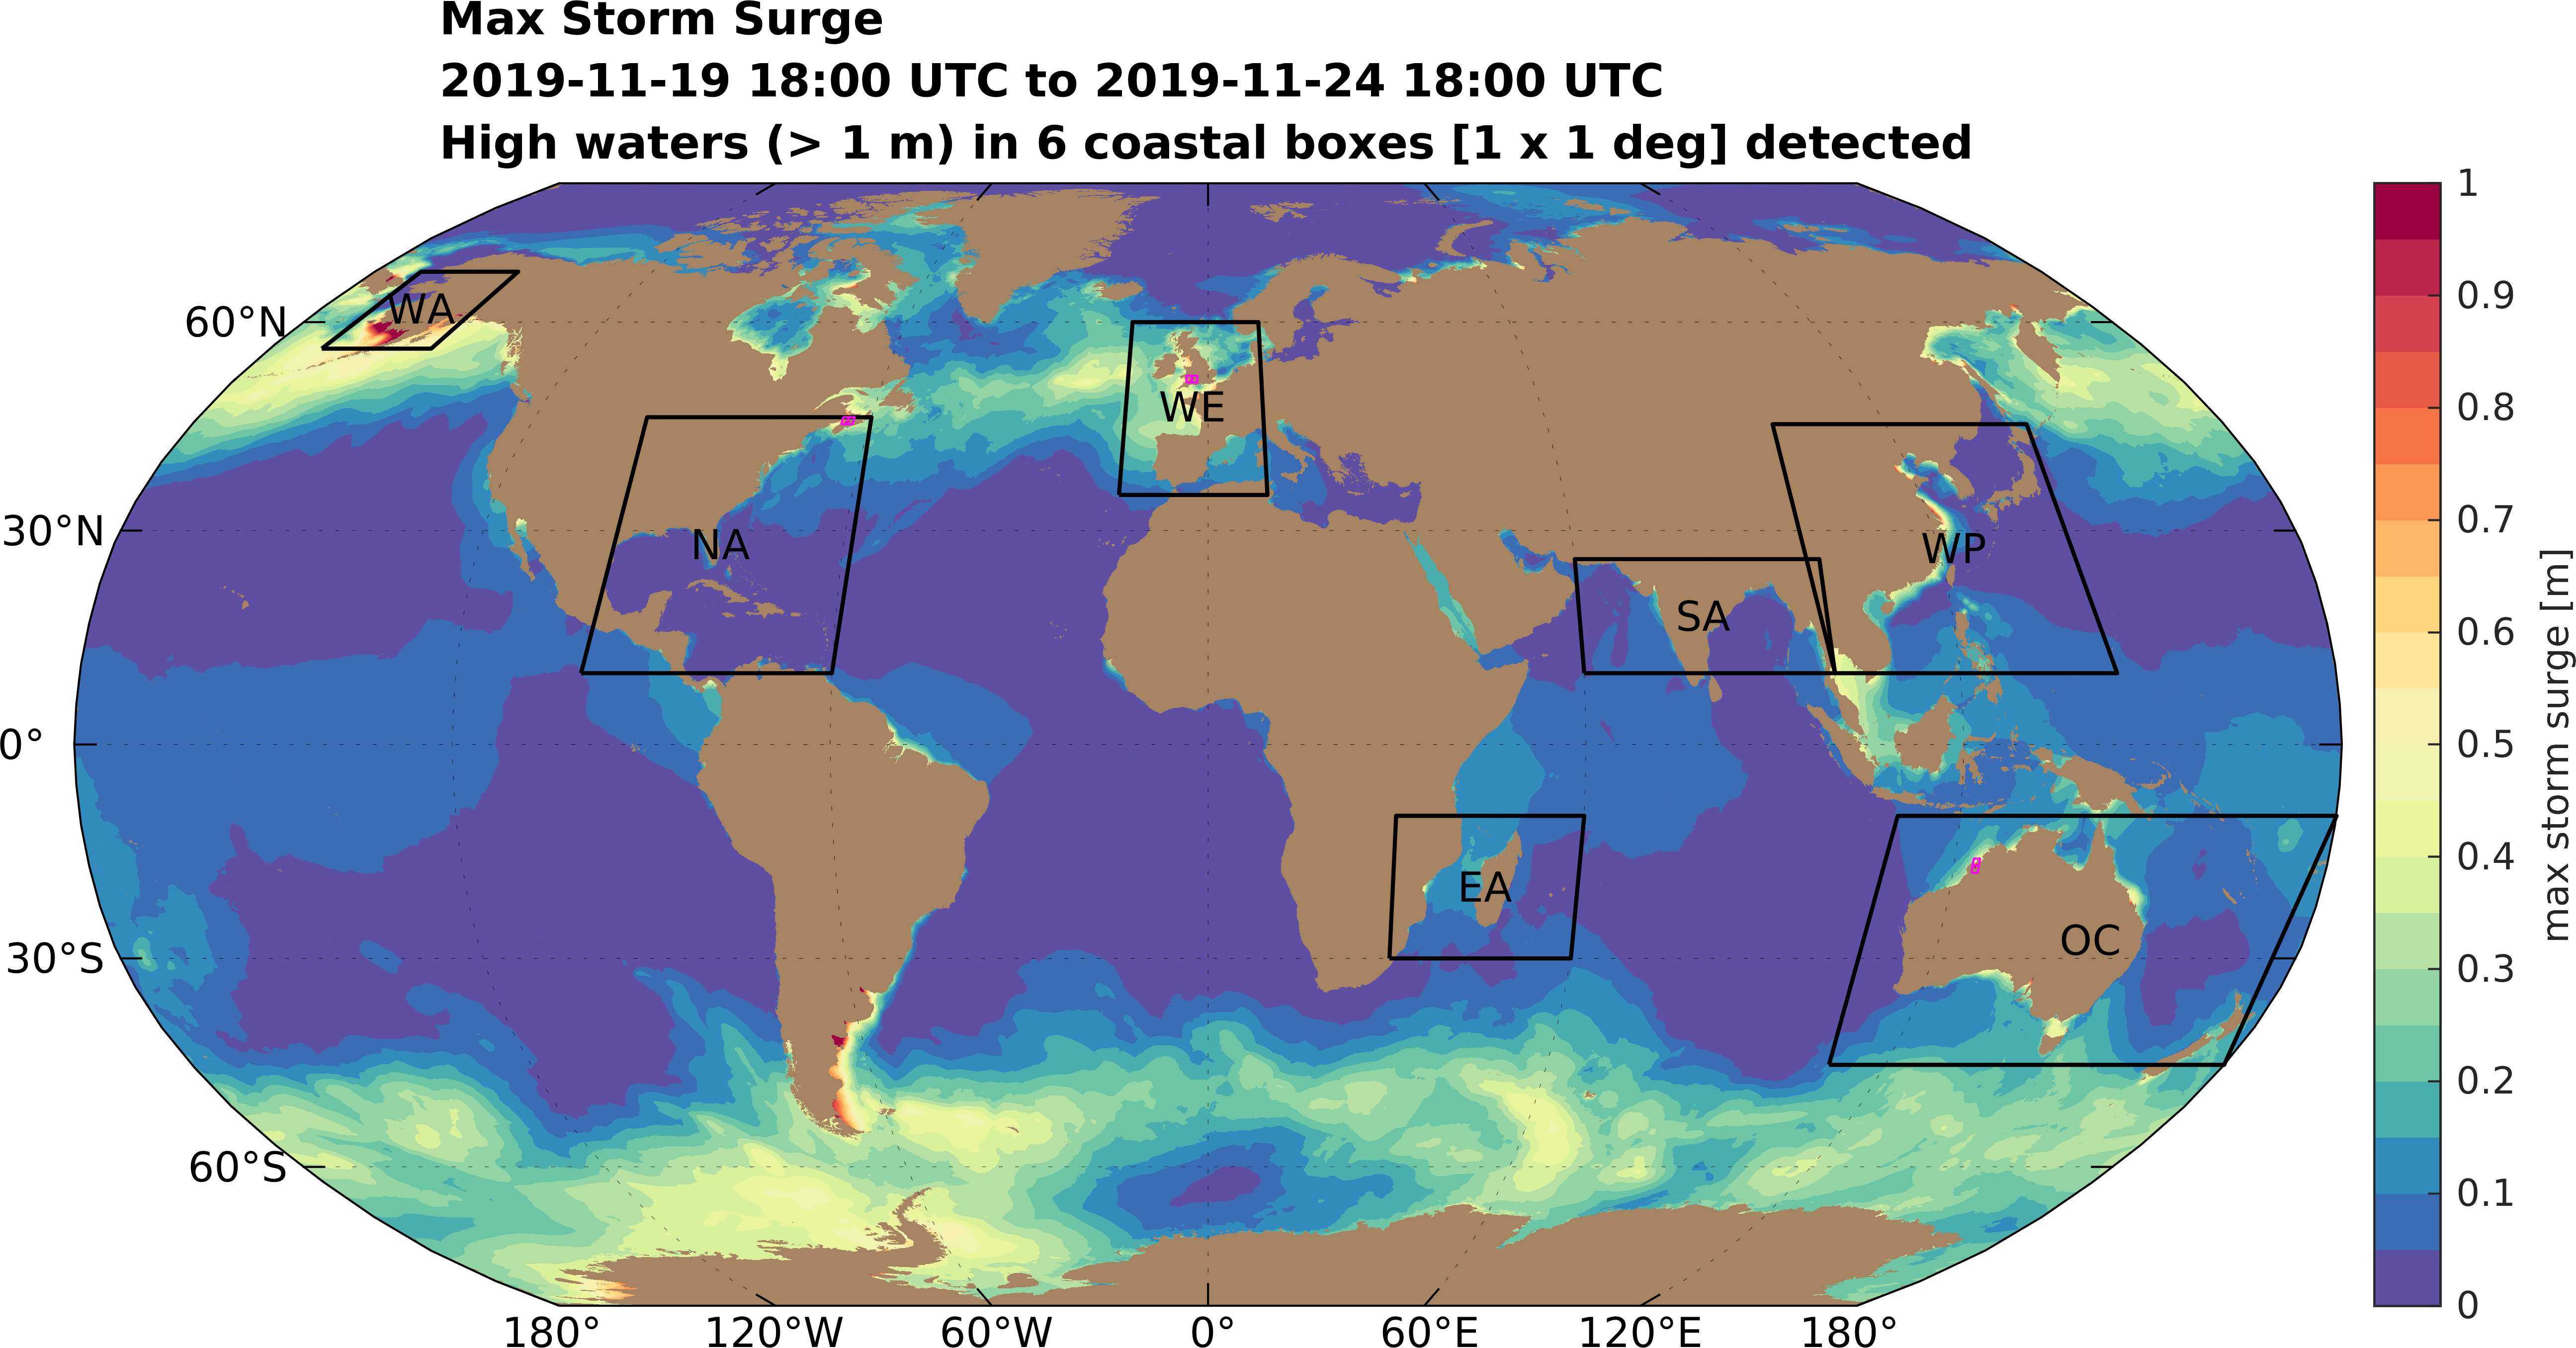 Max Storm Surge
2019-11-19 18:00 UTC to 2019-11-24 18:00 UTC
High waters (> 1 m) in 6 coastal boxes [1 x 1 deg] detected
60°N
30°N
0°
30°S
60°S
WA
WE
NA
WP
SA
EA
OC
180°
120°W
60°W
0°
60°E
120°E
180°
1
0.9
0.8
0.7
0.6
0.5
0.4
0.3
0.2
0.1
0
max storm surge [m]